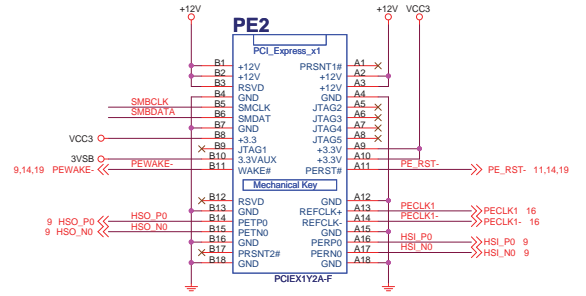 +12V +12V VCC3
PE2
PCI_Express_x1
B1 +12V PRSNT1# A1
B2 +12V +12V A2
B3 RSVD +12V A3
B4 GND GND A4
SMBCLK B5 SMCLK JTAG2 A5
SMBDATA B6 SMDAT JTAG3 A6
B7 GND JTAG4 A7
VCC3 B8 +3.3 JTAG5 A8
B9 JTAG1 +3.3V A9
3VSB B10 3.3VAUX +3.3V A10
9,14,19 PEWAKE- PEWAKE- B11 WAKE# PERST# A11 PE_RST- PE_RST- 11,14,19
Mechanical Key
B12 RSVD GND A12
B13 GND REFCLK+ A13 PECLK1 PECLK1 16
9 HSO_P0 HSO_P0 B14 PETP0 REFCLK- A14 PECLK1- PECLK1- 16
9 HSO_N0 HSO_N0 B15 PETN0 GND A15
B16 GND PERP0 A16 HSI_P0 HSI_P0 9
B17 PRSNT2# PERN0 A17 HSI_N0 HSI_N0 9
B18 GND GND A18
PCIEX1Y2A-F